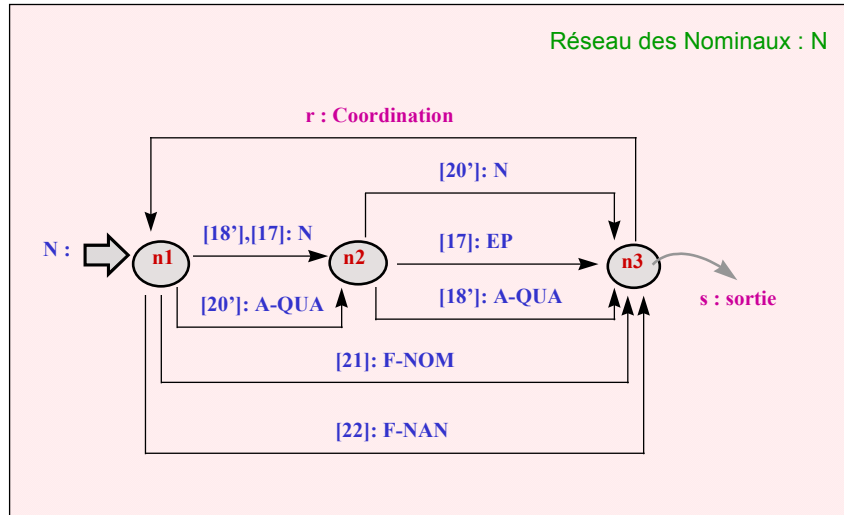 Réseau des Nominaux : N
r : Coordination
[20’]: N
[18’],[17]: N
[17]: EP
N :
n1
n2
n3
[20’]: A-QUA
[18’]: A-QUA
s : sortie
[21]: F-NOM
[22]: F-NAN